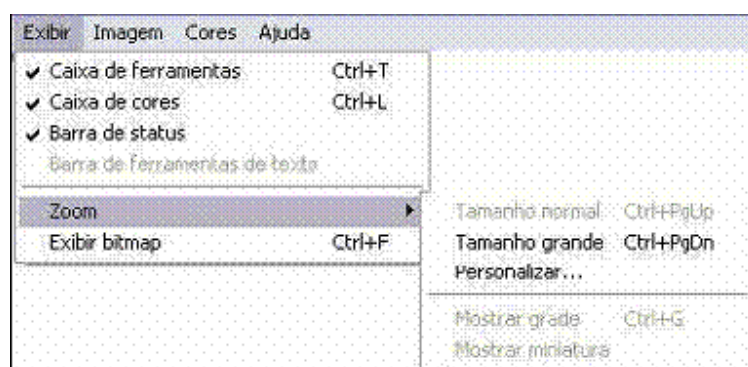 Exibir Imagem Cores Ajuda
Caixa de ferramentas Ctrl+T
Caixa de cores Ctrl+L
Barra de status
Barra de ferramentas de texto
Zoom
Exibir bitmap Ctrl+F
Tamanho normal Ctrl+PgUp
Tamanho grande Ctrl+PgDn
Personalizar...
Mostrar grade Ctrl+G
Mostrar miniatura